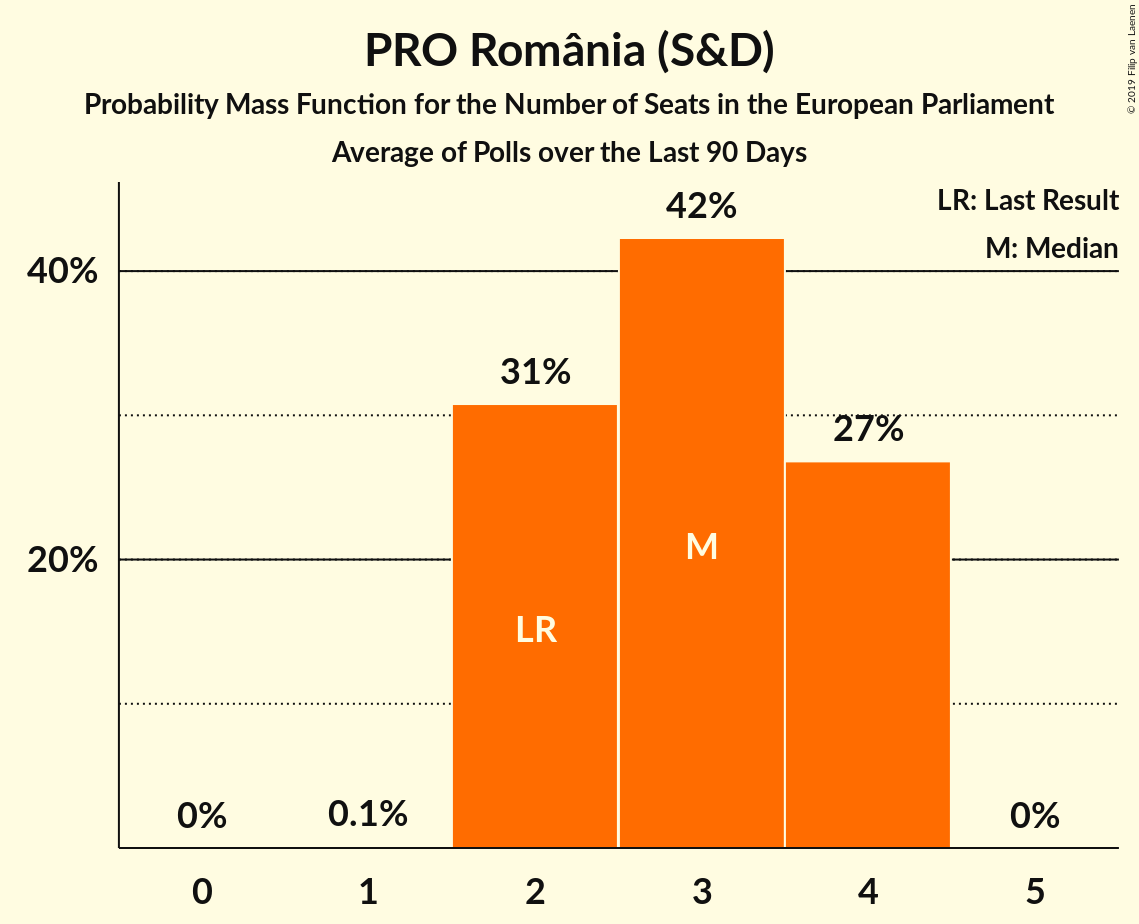 PRO România (S&D)
Probability Mass Function for the Number of Seats in the European Parliament
Average of Polls over the Last 90 Days
© 2019 Filip van Laenen
LR: Last Result
M: Median
42%
40%
31%
27%
20%
M
LR
0%
0.1%
0%
0 1 2 3 4 5